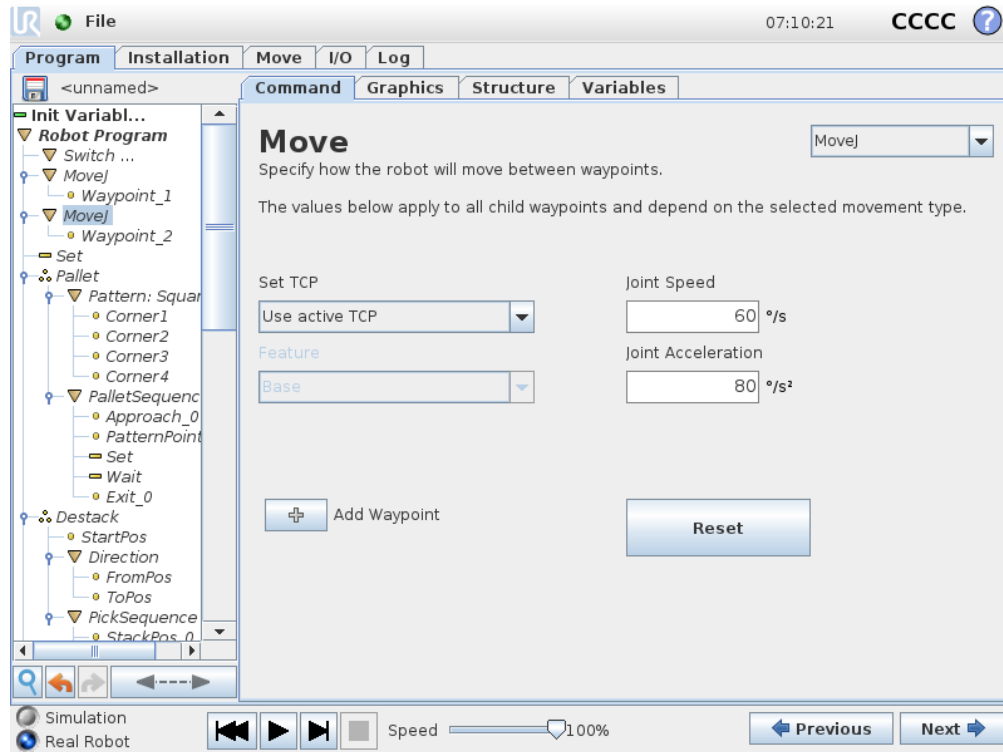 UR File 07:10:21 CCCC ?
Program Installation Move I/O Log
<unnamed> Command Graphics Structure Variables
Init Variabl...
Robot Program
Switch ...
MoveJ
Waypoint_1
MoveJ
Waypoint_2
Set
Pallet
Pattern: Squar
Corner1
Corner2
Corner3
Corner4
PalletSequenc
Approach_0
PatternPoint
Set
Wait
Exit_0
Destack
StartPos
Direction
FromPos
ToPos
PickSequence
StackPos_0
Move
MoveJ
Specify how the robot will move between waypoints.
The values below apply to all child waypoints and depend on the selected movement type.
Set TCP
Use active TCP
Feature
Base
Joint Speed
60 °/s
Joint Acceleration
80 °/s²
Add Waypoint
Reset
Simulation
Real Robot
Speed 100%
Previous Next